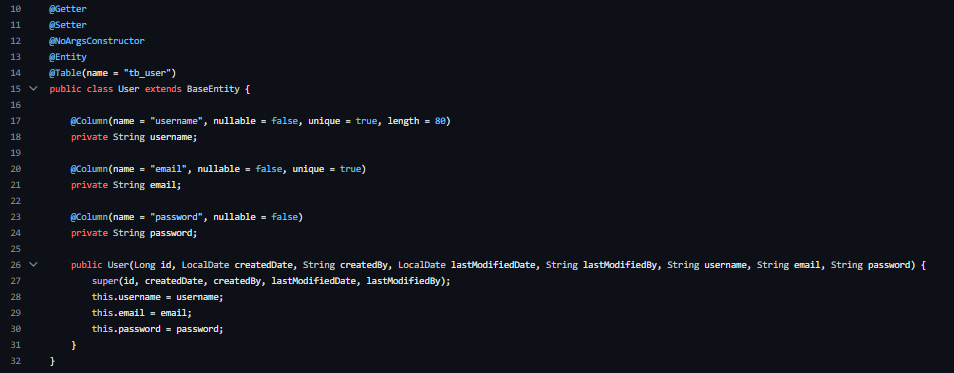 10 @Getter
11 @Setter
12 @NoArgsConstructor
13 @Entity
14 @Table(name = "tb_user")
15 public class User extends BaseEntity {
16
17 @Column(name = "username", nullable = false, unique = true, length = 80)
18 private String username;
19
20 @Column(name = "email", nullable = false, unique = true)
21 private String email;
22
23 @Column(name = "password", nullable = false)
24 private String password;
25
26 public User(Long id, LocalDate createdDate, String createdBy, LocalDate lastModifiedDate, String lastModifiedBy, String username, String email, String password) {
27 super(id, createdDate, createdBy, lastModifiedDate, lastModifiedBy);
28 this.username = username;
29 this.email = email;
30 this.password = password;
31 }
32 }